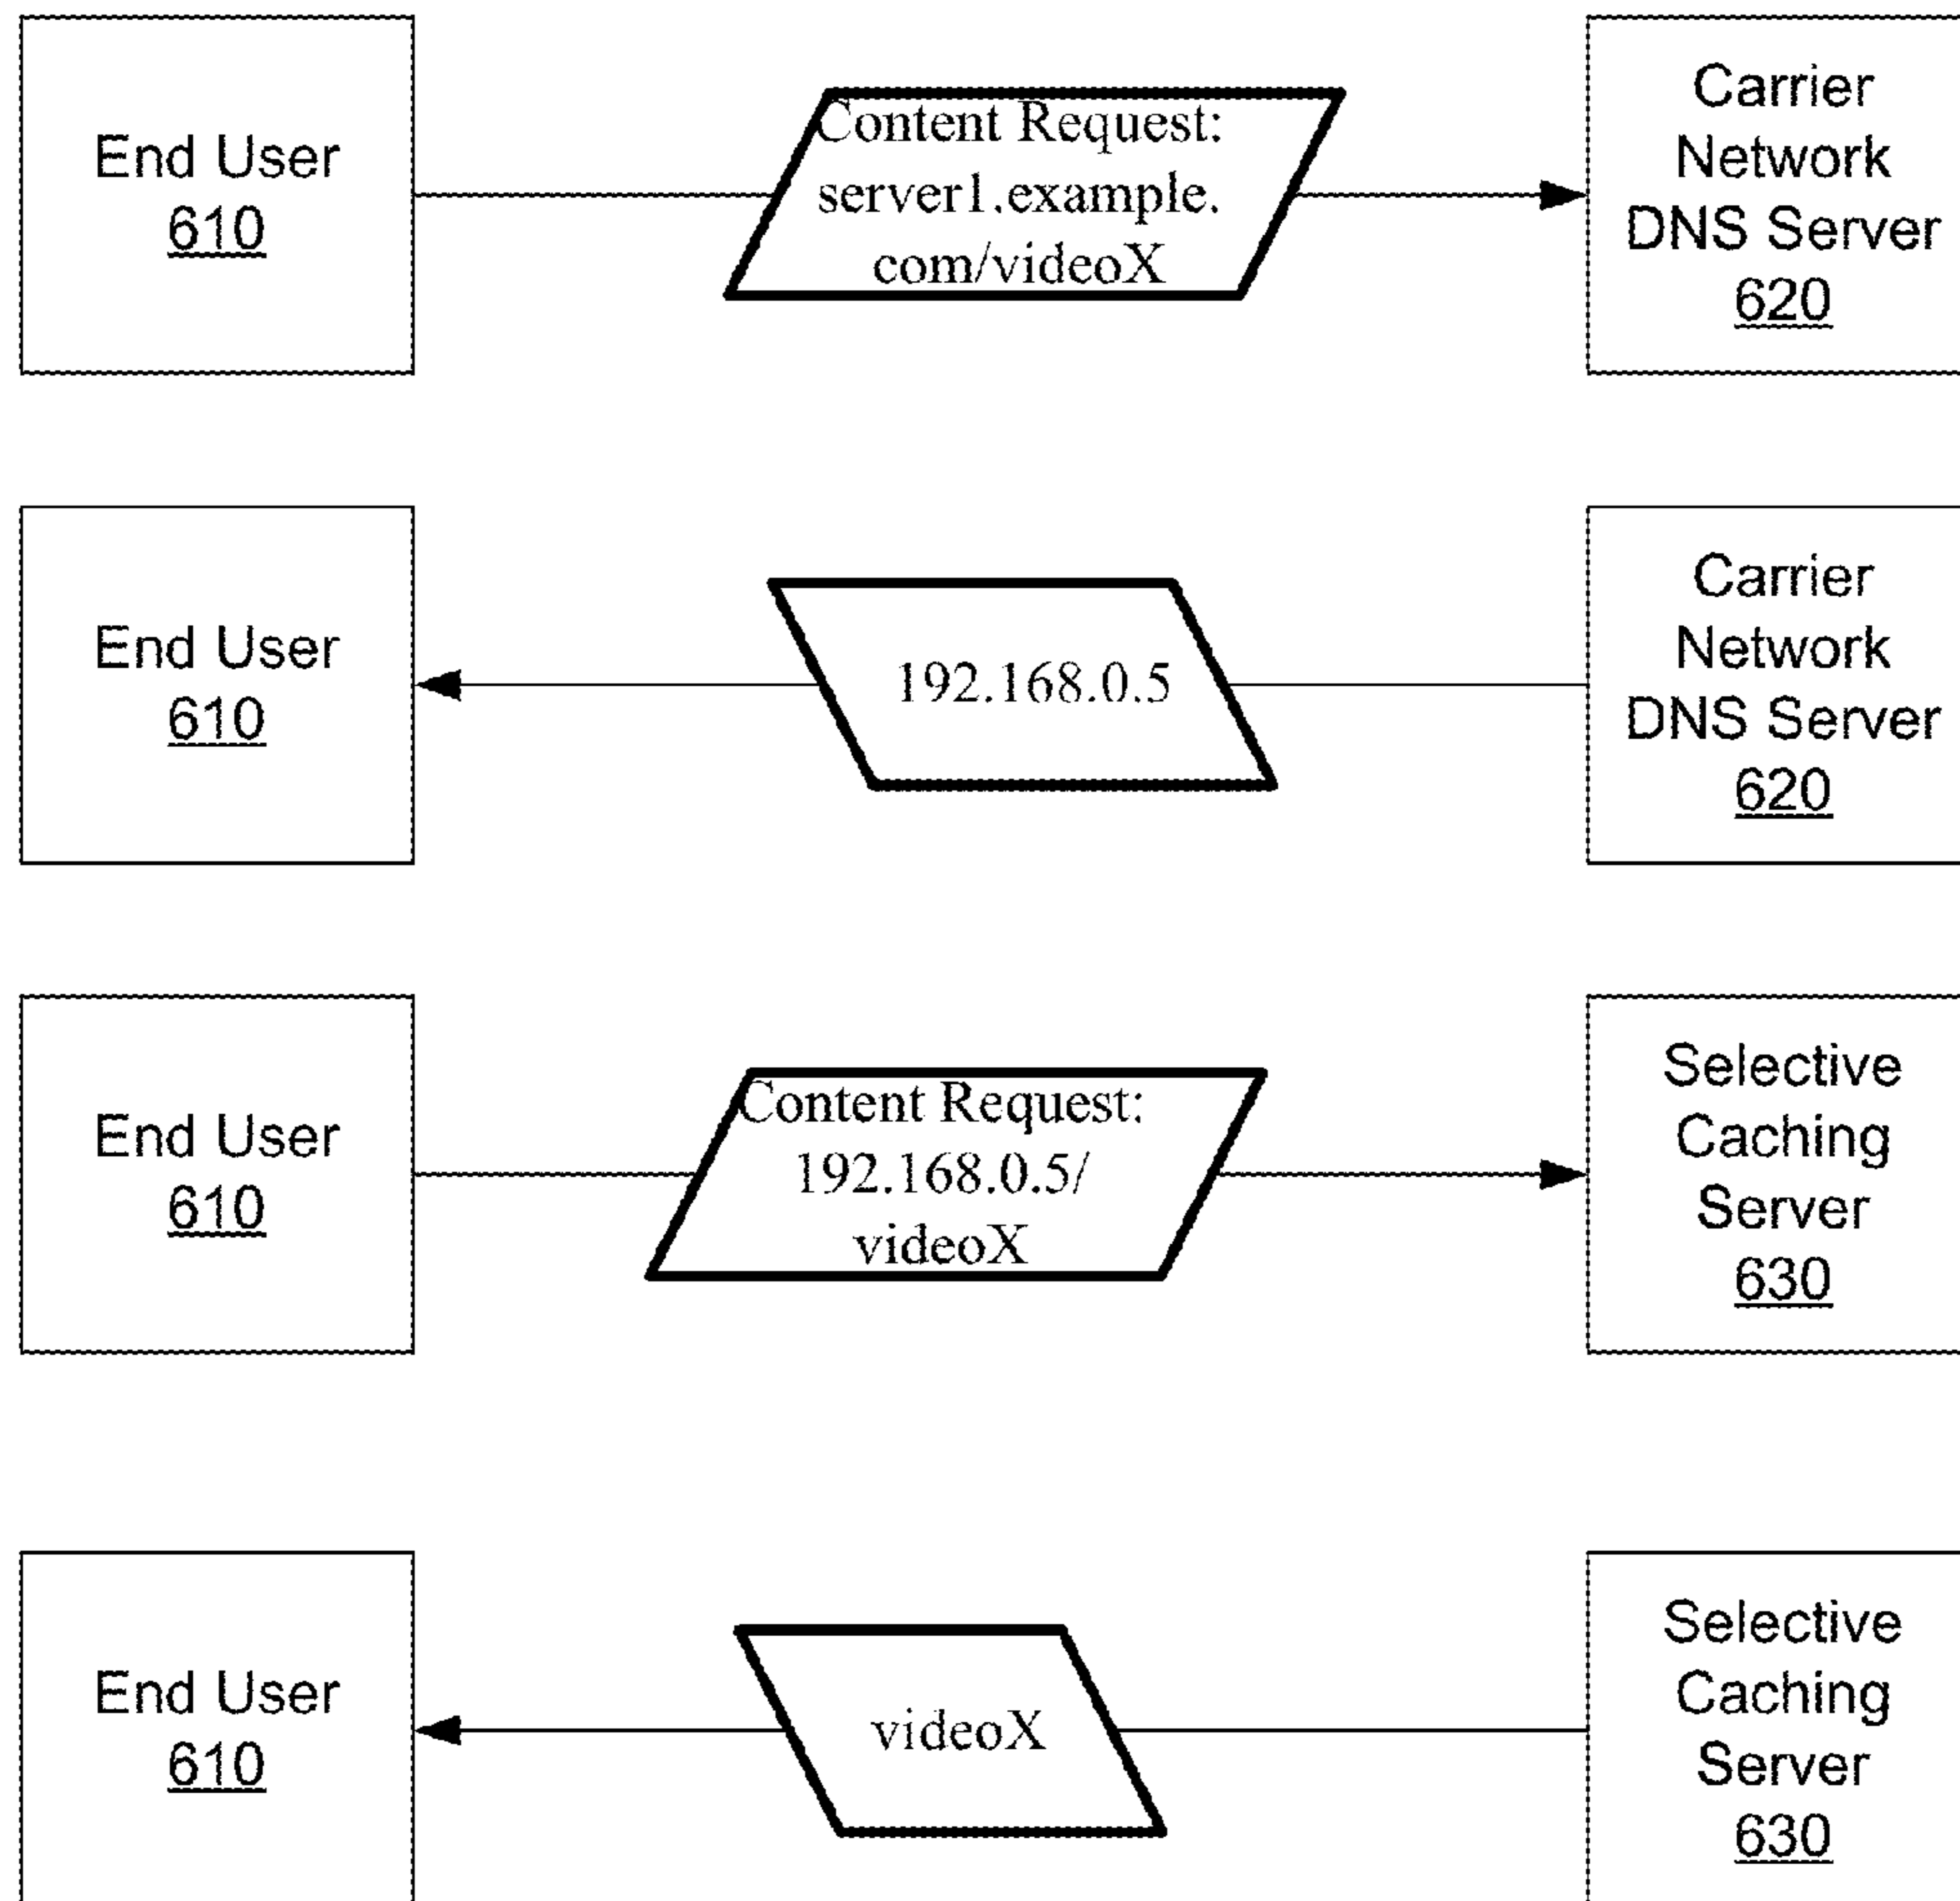 End User
610
Content Request:
server1.example.
com/videoX
Carrier
Network
DNS Server
620
End User
610
192.168.0.5
Carrier
Network
DNS Server
620
End User
610
Content Request:
192.168.0.5/
videoX
Selective
Caching
Server
630
End User
610
videoX
Selective
Caching
Server
630